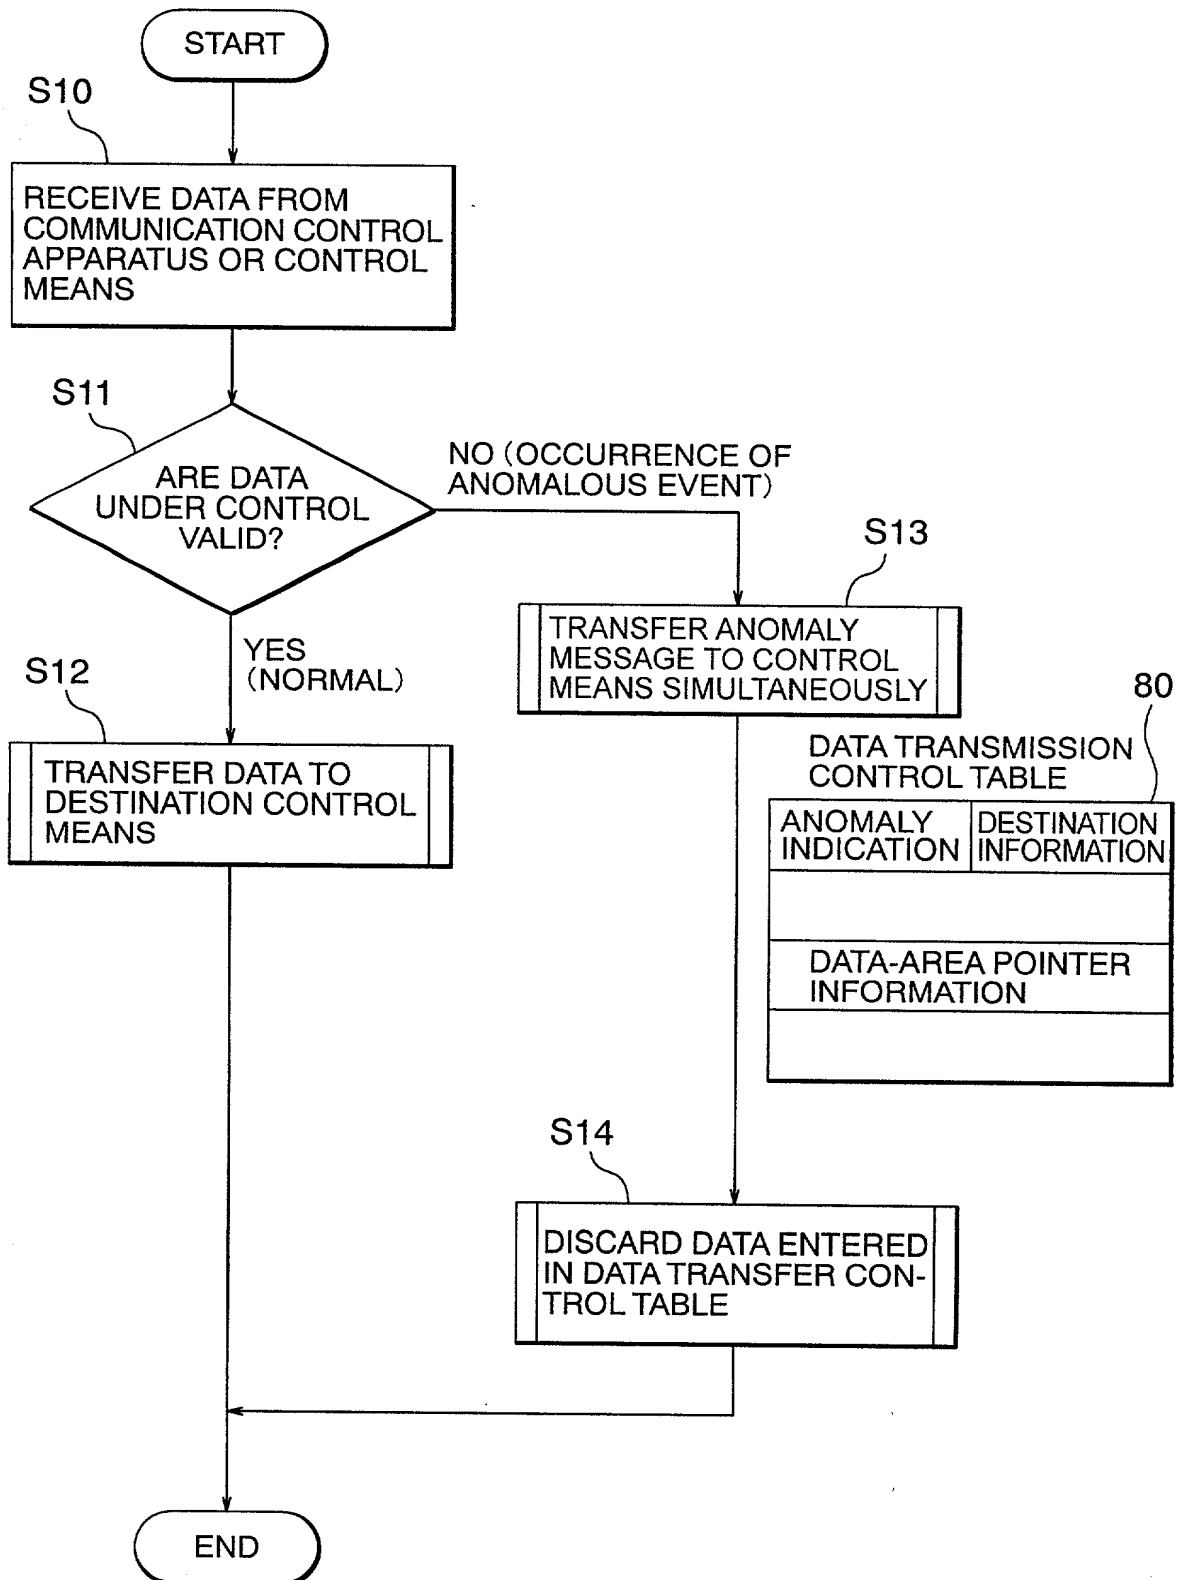 START
S10
RECEIVE DATA FROM
COMMUNICATION CONTROL
APPARATUS OR CONTROL
MEANS
S11
ARE DATA
UNDER CONTROL
VALID?
NO (OCCURRENCE OF
ANOMALOUS EVENT)
YES
(NORMAL)
S12
TRANSFER DATA TO
DESTINATION CONTROL
MEANS
S13
TRANSFER ANOMALY
MESSAGE TO CONTROL
MEANS SIMULTANEOUSLY
80
DATA TRANSMISSION
CONTROL TABLE
ANOMALY
INDICATION
DESTINATION
INFORMATION
DATA-AREA POINTER
INFORMATION
S14
DISCARD DATA ENTERED
IN DATA TRANSFER CON-
TROL TABLE
END